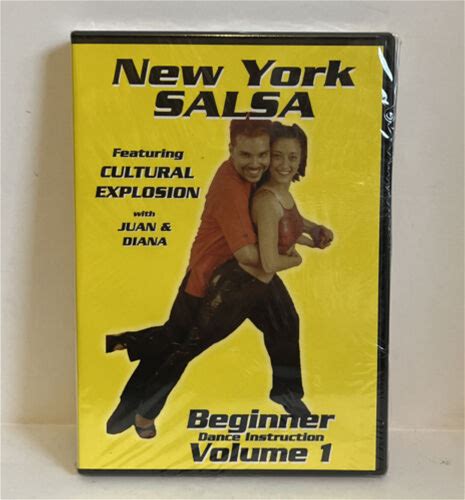 New York
SALSA
Featuring
CULTURAL
EXPLOSION
with
JUAN &
DIANA
Beginner
Dance Instruction
Volume 1